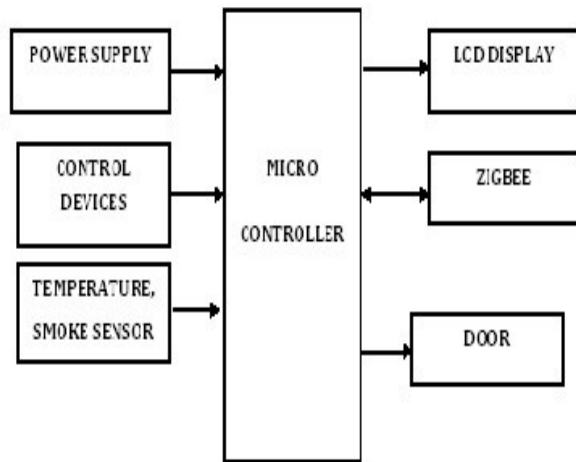 POWER SUPPLY
CONTROL
DEVICES
TEMPERATURE,
SMOKE SENSOR
MICRO
CONTROLLER
LCD DISPLAY
ZIGBEE
DOOR